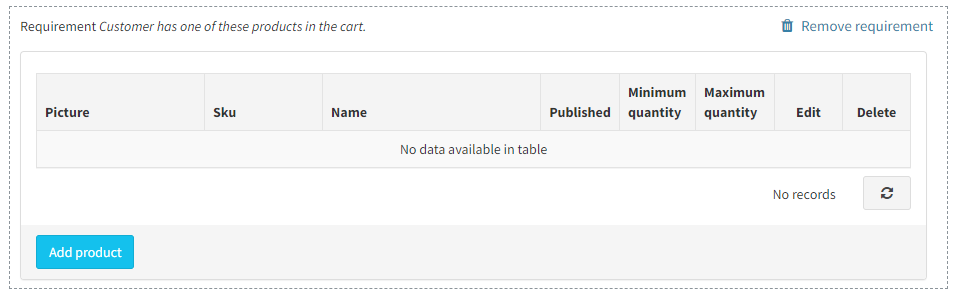 Requirement Customer has one of these products in the cart.
Remove requirement
Picture
Sku
Name
Published
Minimum quantity
Maximum quantity
Edit
Delete
No data available in table
No records
Add product